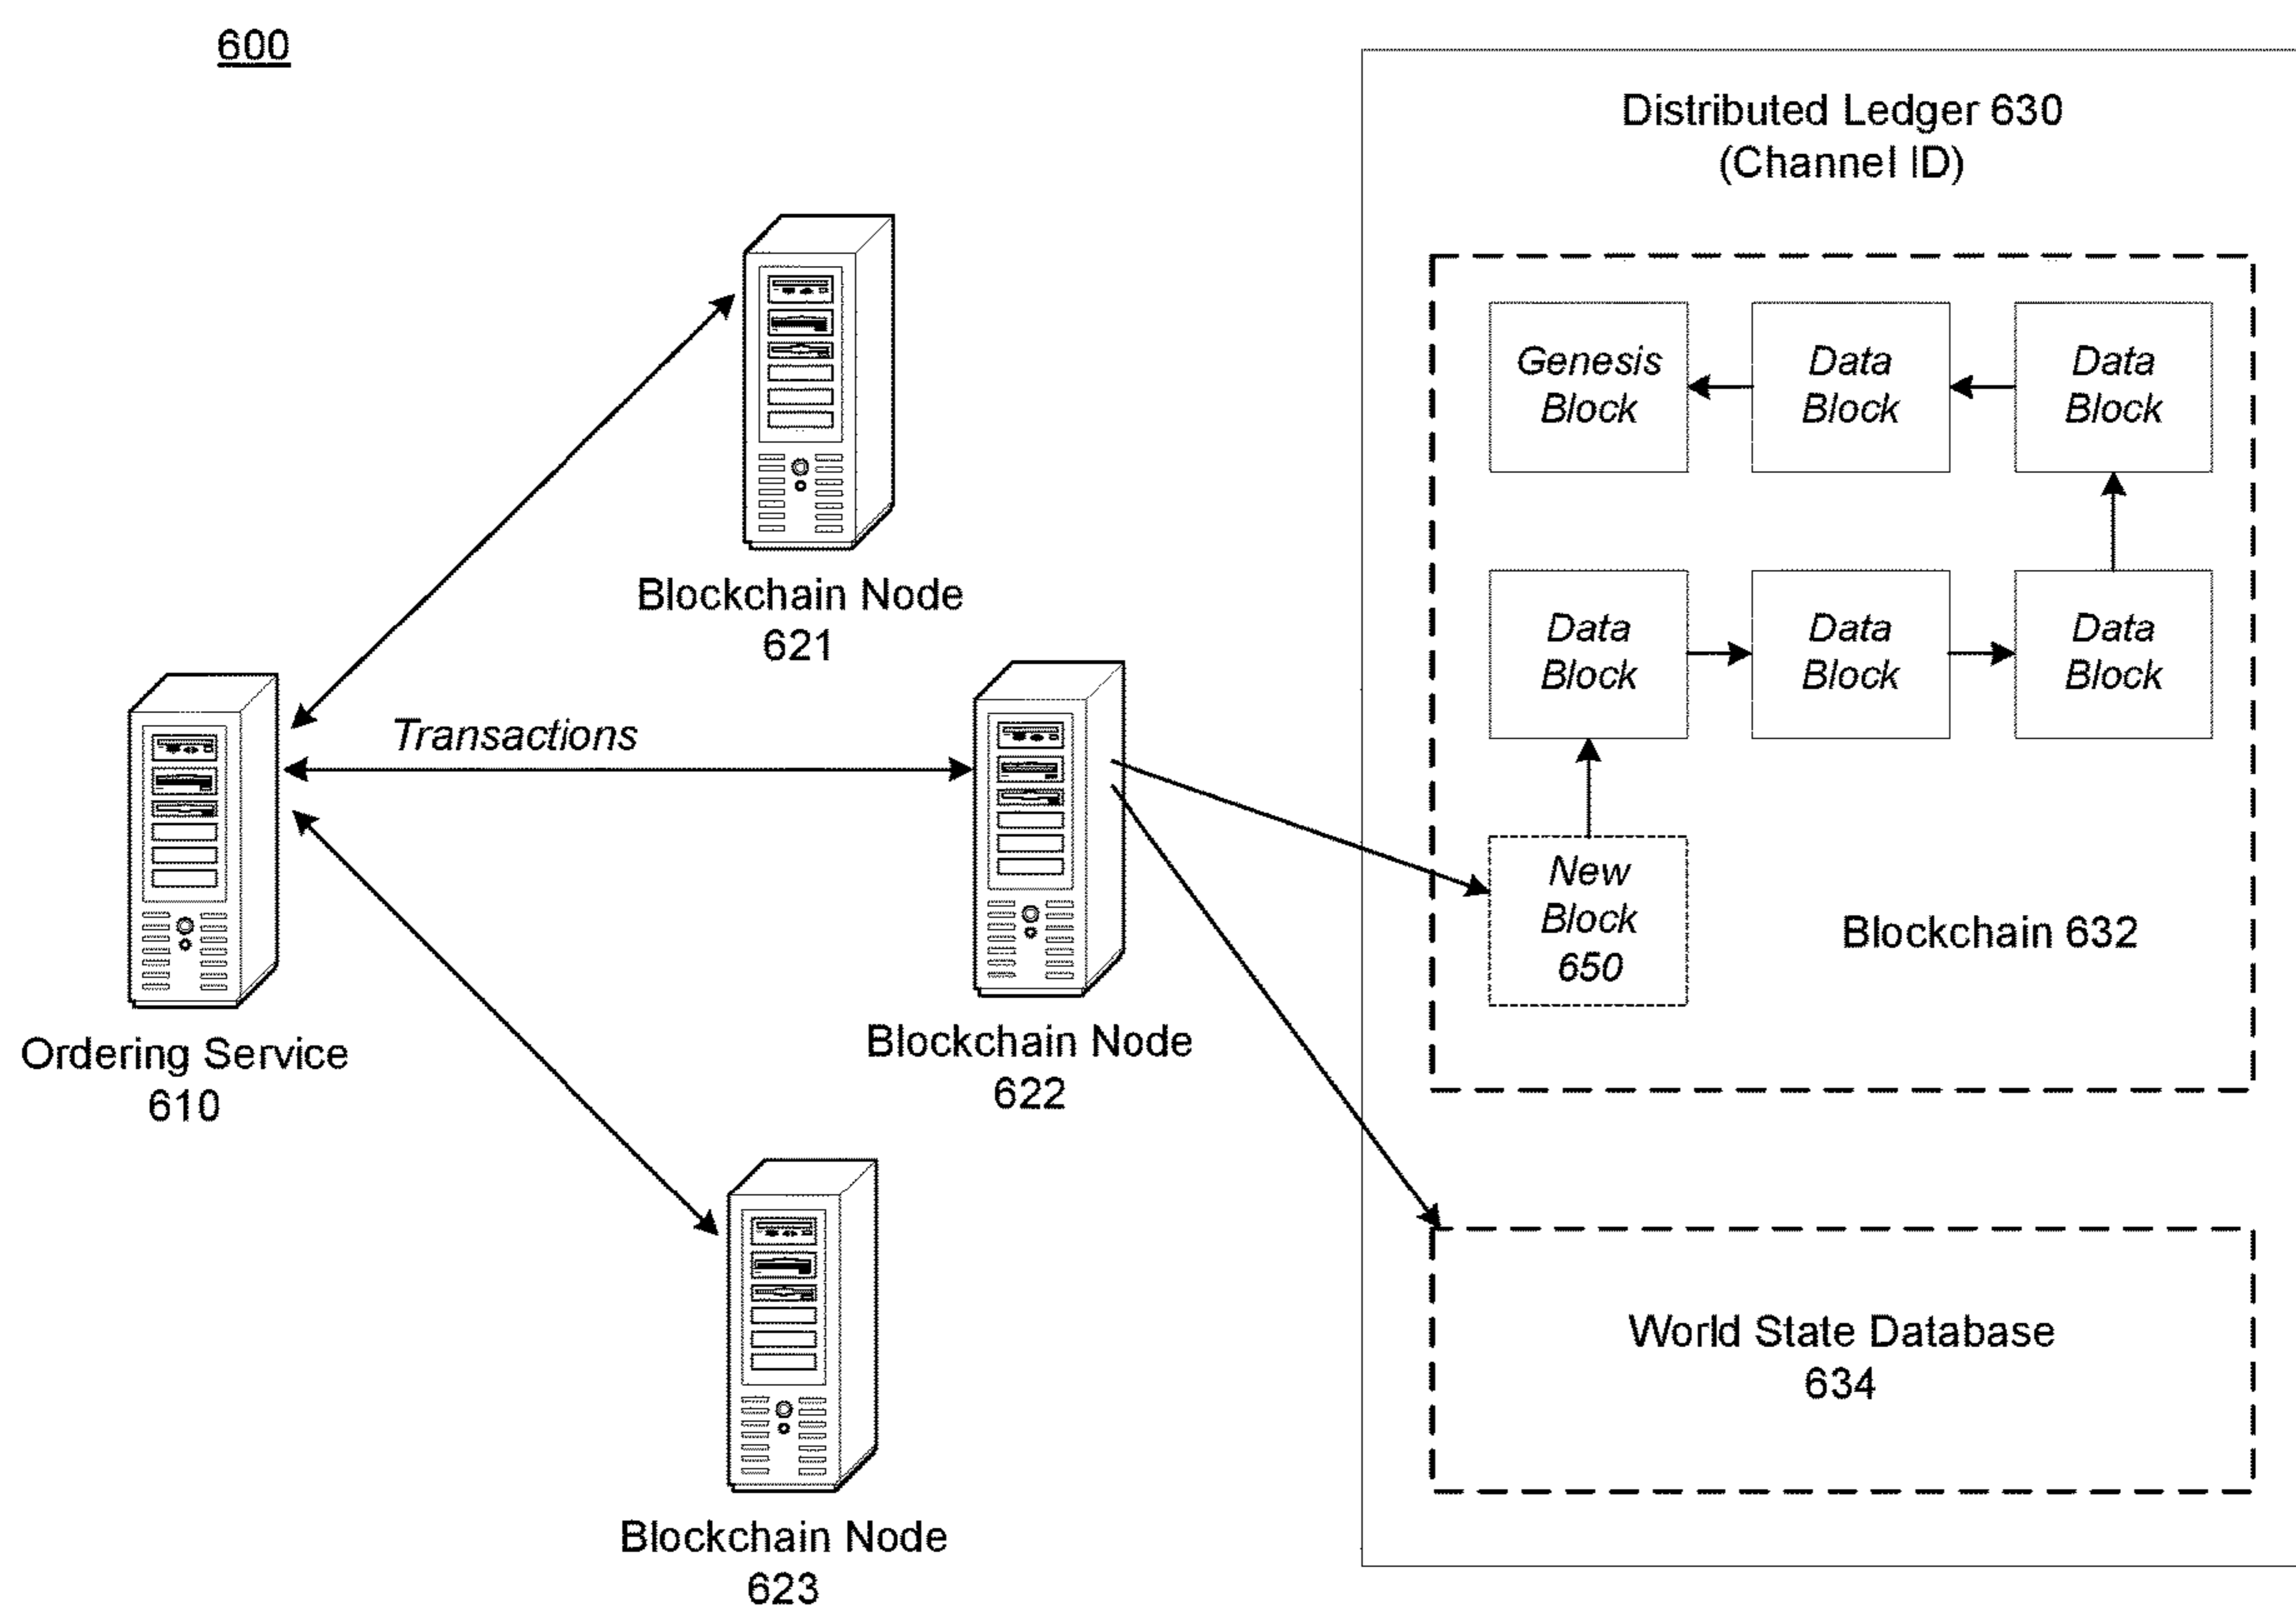 600
Distributed Ledger 630
(Channel ID)
Genesis
Block
Data
Block
Data
Block
Blockchain Node
621
Data
Block
Data
Block
Data
Block
Transactions
New
Block
650
Blockchain 632
Ordering Service
610
Blockchain Node
622
World State Database
634
Blockchain Node
623